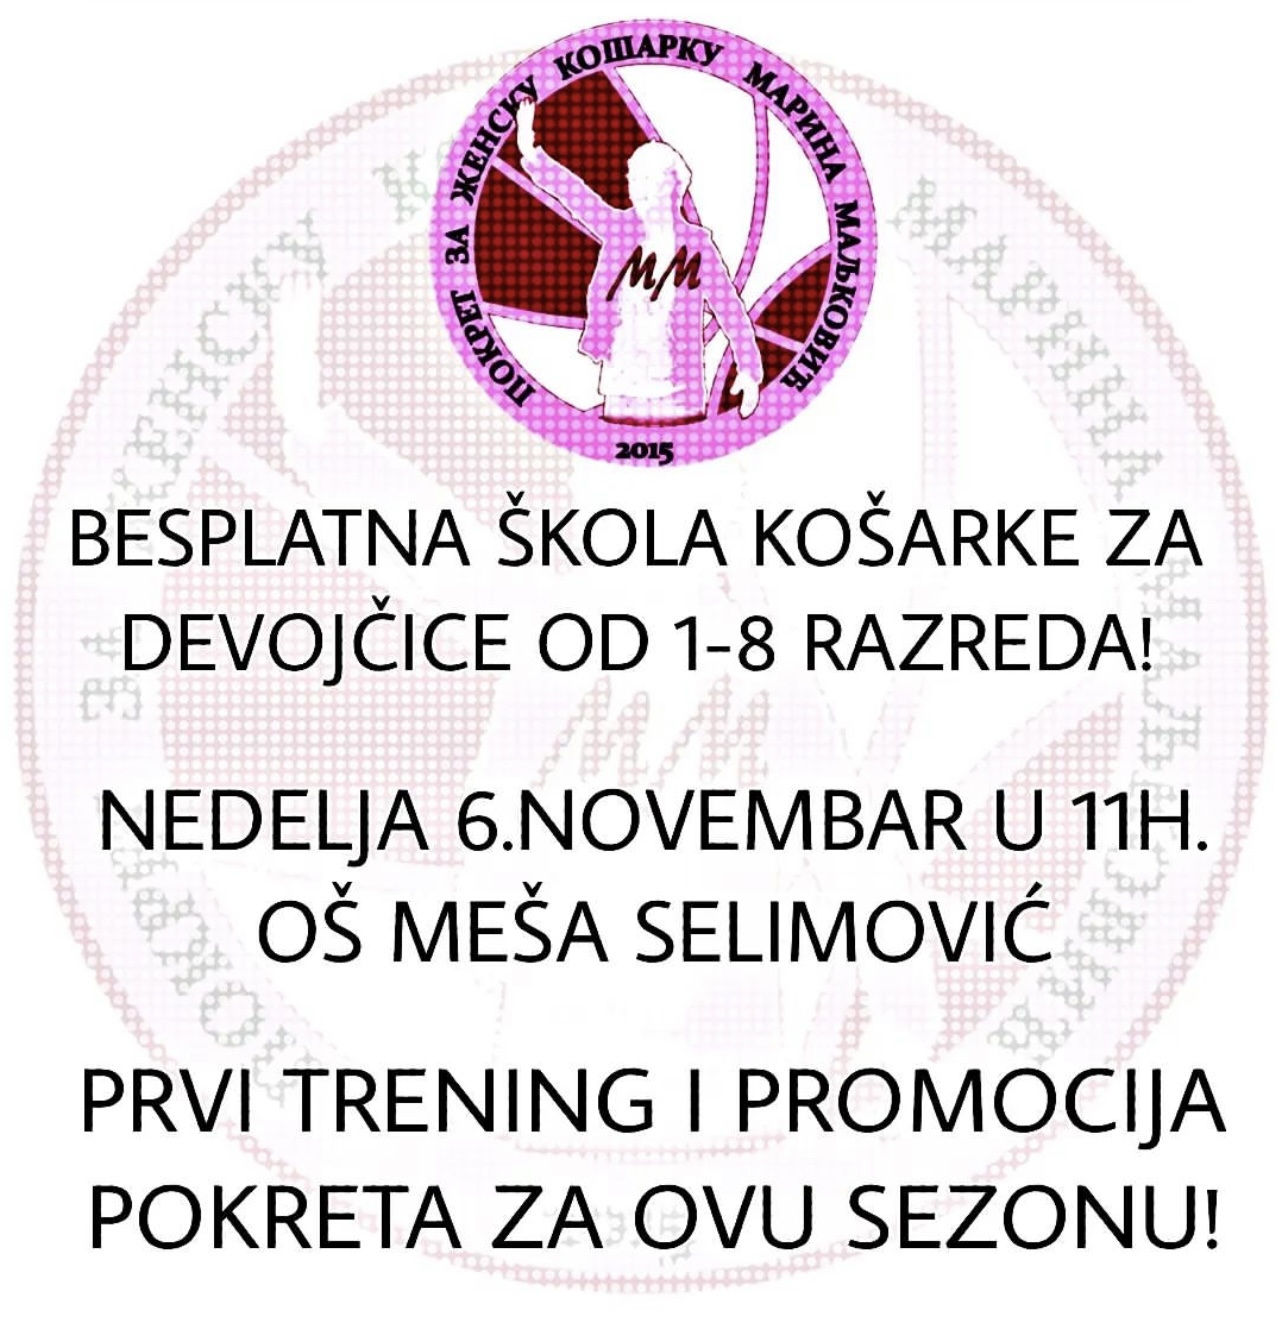 ПОКРЕТ ЗА ЖЕНСКУ КОШАРКУ МАРИНА МАЉКОВИЋ
MM
2015
BESPLATNA ŠKOLA KOŠARKE ZA
DEVOJČICE OD 1-8 RAZREDA!
NEDELJA 6.NOVEMBAR U 11H.
OŠ MEŠA SELIMOVIĆ
PRVI TRENING I PROMOCIJA
POKRETA ZA OVU SEZONU!